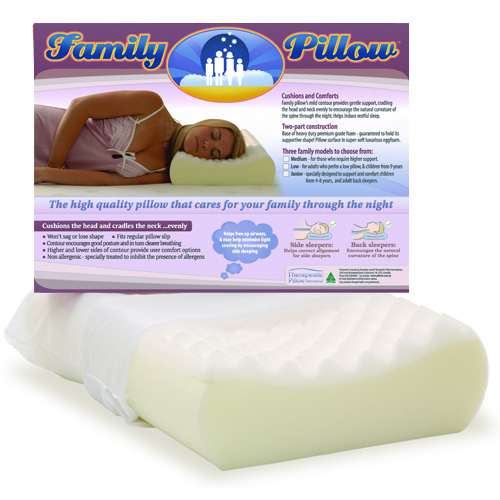 Family Pillow
Cushions and Comforts
Family pillow's mild contour provides gentle support, cradling
the head and neck evenly to encourage the natural curvature of
the spine through the night. Helps induce restful sleep.
Two-part construction
Base of heavy duty premium grade foam - guaranteed to hold its
supportive shape! Pillow surface in super-soft luxurious eggfoam.
Three family models to choose from:
Medium - for those who require higher support.
Low - for adults who prefer a low pillow, & children from 9 years
Junior - specially designed to support and comfort children
from 4-8 years, and adult back sleepers.
The high quality pillow that cares for your family through the night
Cushions the head and cradles the neck ...evenly
• Won't sag or lose shape • Fits regular pillow slip
• Contour encourages good posture and in turn clearer breathing
• Higher and lower sides of contour provide user comfort options
• Non allergenic - specially treated to inhibit the presence of allergens
Helps free up airways,
& may help minimise light
snoring by encouraging
side sleeping
Side sleepers:
Helps correct alignment
for side sleepers
Back sleepers:
Encourages the natural
curvature of the spine
Therapeutic
Pillow International